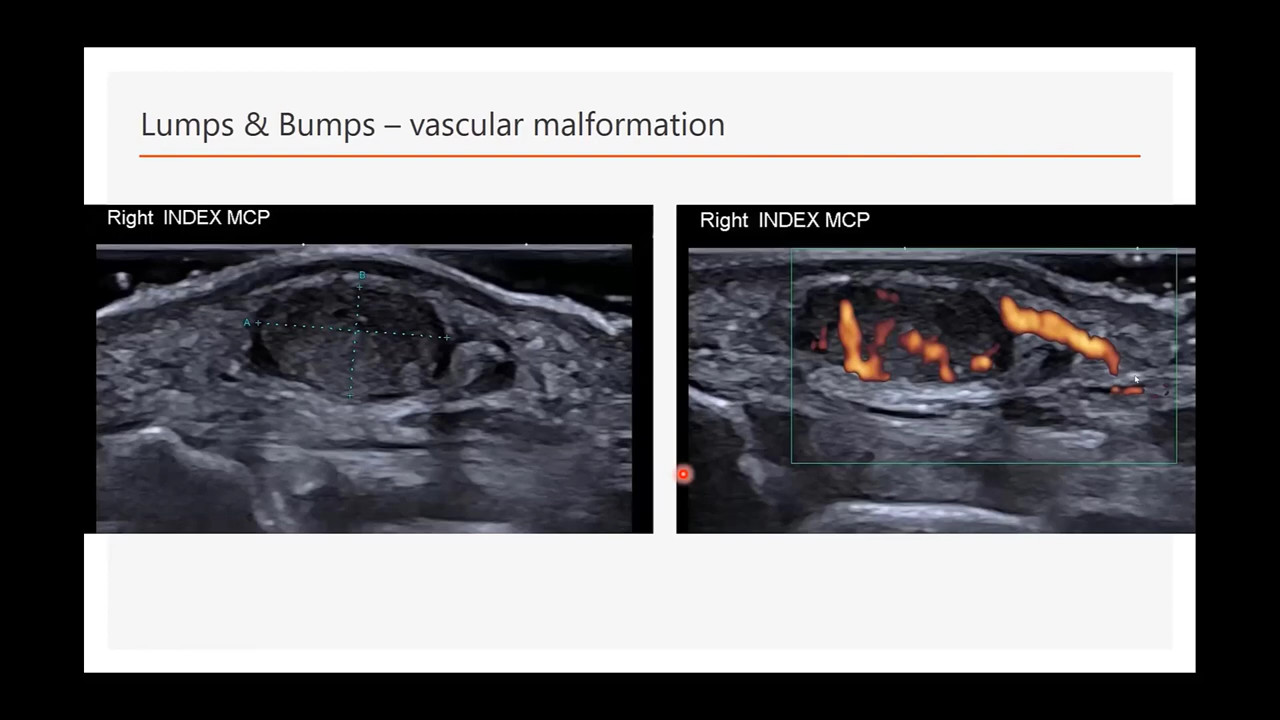 Lumps & Bumps – vascular malformation
Right INDEX MCP
Right INDEX MCP
B
A